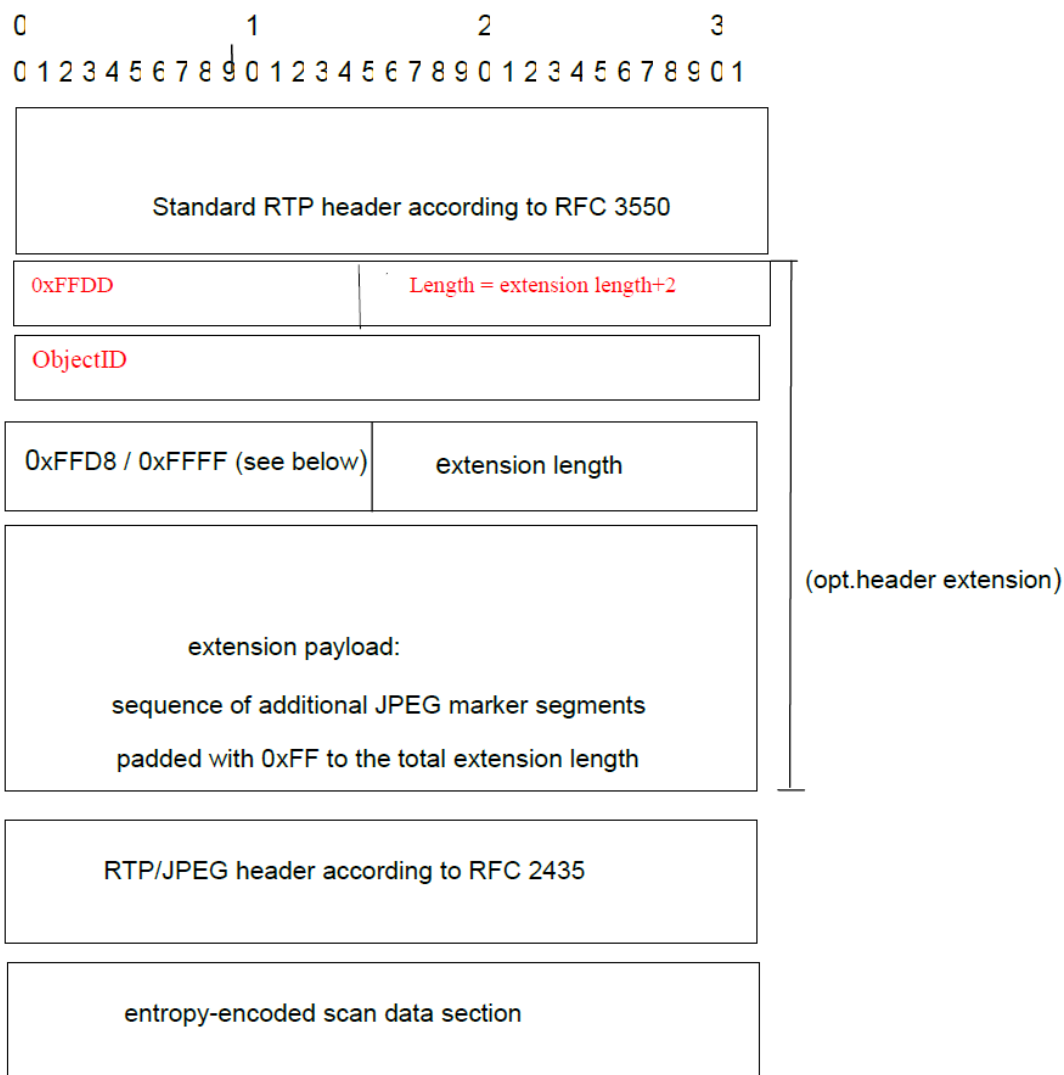 0 1 2 3
0 1 2 3 4 5 6 7 8 9 0 1 2 3 4 5 6 7 8 9 0 1 2 3 4 5 6 7 8 9 0 1
Standard RTP header according to RFC 3550
0xFFDD Length = extension length+2
ObjectID
0xFFD8 / 0xFFFF (see below) extension length
(opt.header extension)
extension payload:
sequence of additional JPEG marker segments
padded with 0xFF to the total extension length
RTP/JPEG header according to RFC 2435
entropy-encoded scan data section